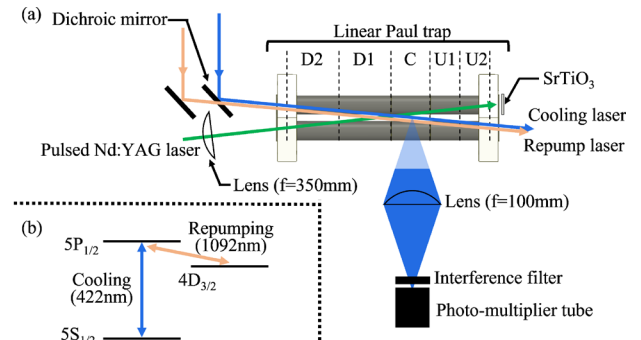 (a)
Dichroic mirror
Linear Paul trap
D2 D1 C U1 U2
SrTiO₃
Cooling laser
Repump laser
Pulsed Nd:YAG laser
Lens (f=350mm)
Lens (f=100mm)
Interference filter
Photo-multiplier tube
(b)
5P₁/₂
Repumping
(1092nm)
Cooling
(422nm)
4D₃/₂
5S₁/₂